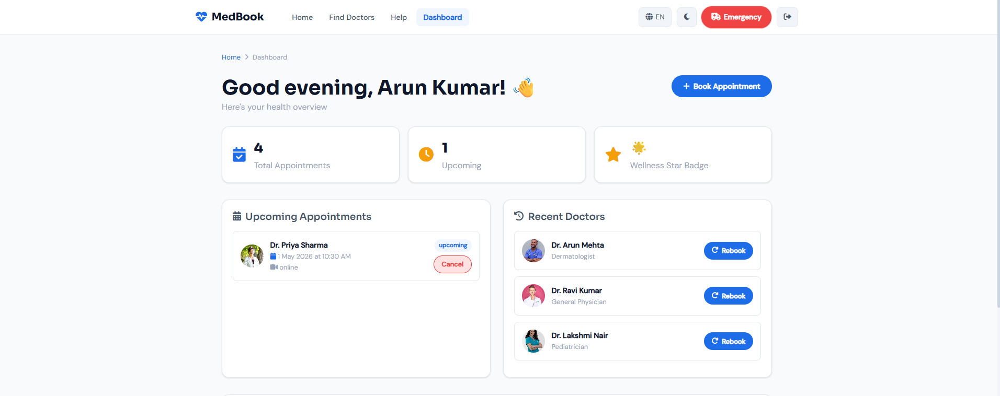 MedBook
Home
Find Doctors
Help
Dashboard
EN
Emergency
Home > Dashboard
Good evening, Arun Kumar! 👋
Book Appointment
Here's your health overview
4
Total Appointments
1
Upcoming
🌟
Wellness Star Badge
Upcoming Appointments
Dr. Priya Sharma
1 May 2026 at 10:30 AM
online
upcoming
Cancel
Recent Doctors
Dr. Arun Mehta
Dermatologist
Rebook
Dr. Ravi Kumar
General Physician
Rebook
Dr. Lakshmi Nair
Pediatrician
Rebook